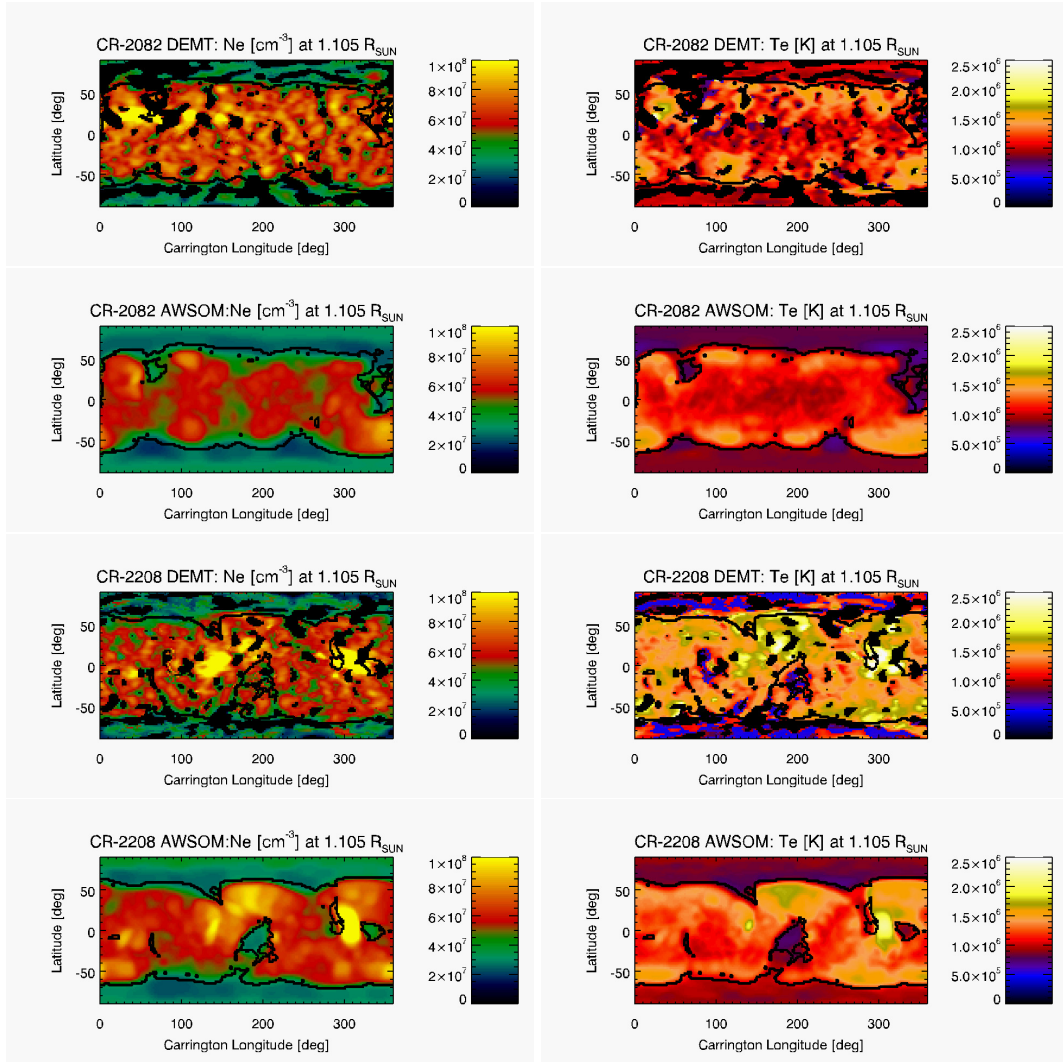 CR-2082 DEMT: Ne [cm⁻³] at 1.105 R_SUN
1×10⁸
8×10⁷
6×10⁷
4×10⁷
2×10⁷
0
Latitude [deg]
50
0
-50
0 100 200 300
Carrington Longitude [deg]
CR-2082 DEMT: Te [K] at 1.105 R_SUN
2.5×10⁶
2.0×10⁶
1.5×10⁶
1.0×10⁶
5.0×10⁵
0
Latitude [deg]
50
0
-50
0 100 200 300
Carrington Longitude [deg]
CR-2082 AWSOM:Ne [cm⁻³] at 1.105 R_SUN
1×10⁸
8×10⁷
6×10⁷
4×10⁷
2×10⁷
0
Latitude [deg]
50
0
-50
0 100 200 300
Carrington Longitude [deg]
CR-2082 AWSOM: Te [K] at 1.105 R_SUN
2.5×10⁶
2.0×10⁶
1.5×10⁶
1.0×10⁶
5.0×10⁵
0
Latitude [deg]
50
0
-50
0 100 200 300
Carrington Longitude [deg]
CR-2208 DEMT: Ne [cm⁻³] at 1.105 R_SUN
1×10⁸
8×10⁷
6×10⁷
4×10⁷
2×10⁷
0
Latitude [deg]
50
0
-50
0 100 200 300
Carrington Longitude [deg]
CR-2208 DEMT: Te [K] at 1.105 R_SUN
2.5×10⁶
2.0×10⁶
1.5×10⁶
1.0×10⁶
5.0×10⁵
0
Latitude [deg]
50
0
-50
0 100 200 300
Carrington Longitude [deg]
CR-2208 AWSOM:Ne [cm⁻³] at 1.105 R_SUN
1×10⁸
8×10⁷
6×10⁷
4×10⁷
2×10⁷
0
Latitude [deg]
50
0
-50
0 100 200 300
Carrington Longitude [deg]
CR-2208 AWSOM: Te [K] at 1.105 R_SUN
2.5×10⁶
2.0×10⁶
1.5×10⁶
1.0×10⁶
5.0×10⁵
0
Latitude [deg]
50
0
-50
0 100 200 300
Carrington Longitude [deg]